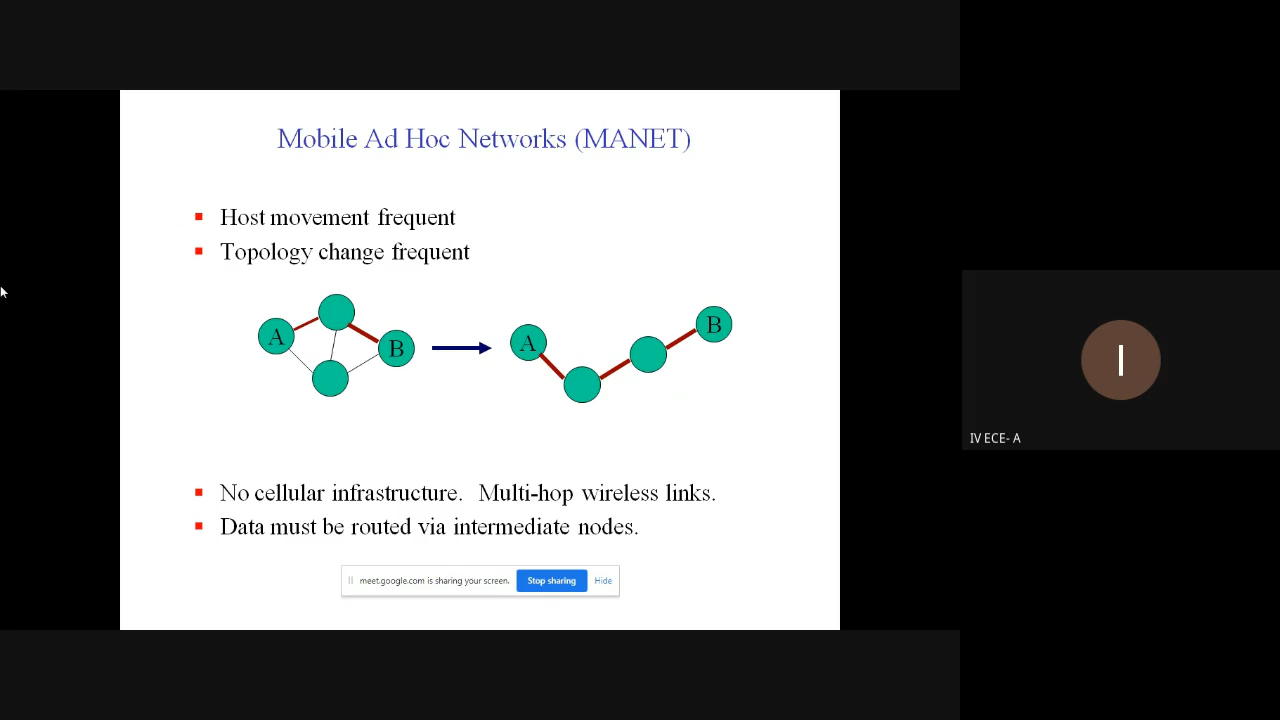 Mobile Ad Hoc Networks (MANET)
Host movement frequent
Topology change frequent
A
B
A
B
No cellular infrastructure. Multi-hop wireless links.
Data must be routed via intermediate nodes.
meet.google.com is sharing your screen. Stop sharing Hide
I
IV ECE- A